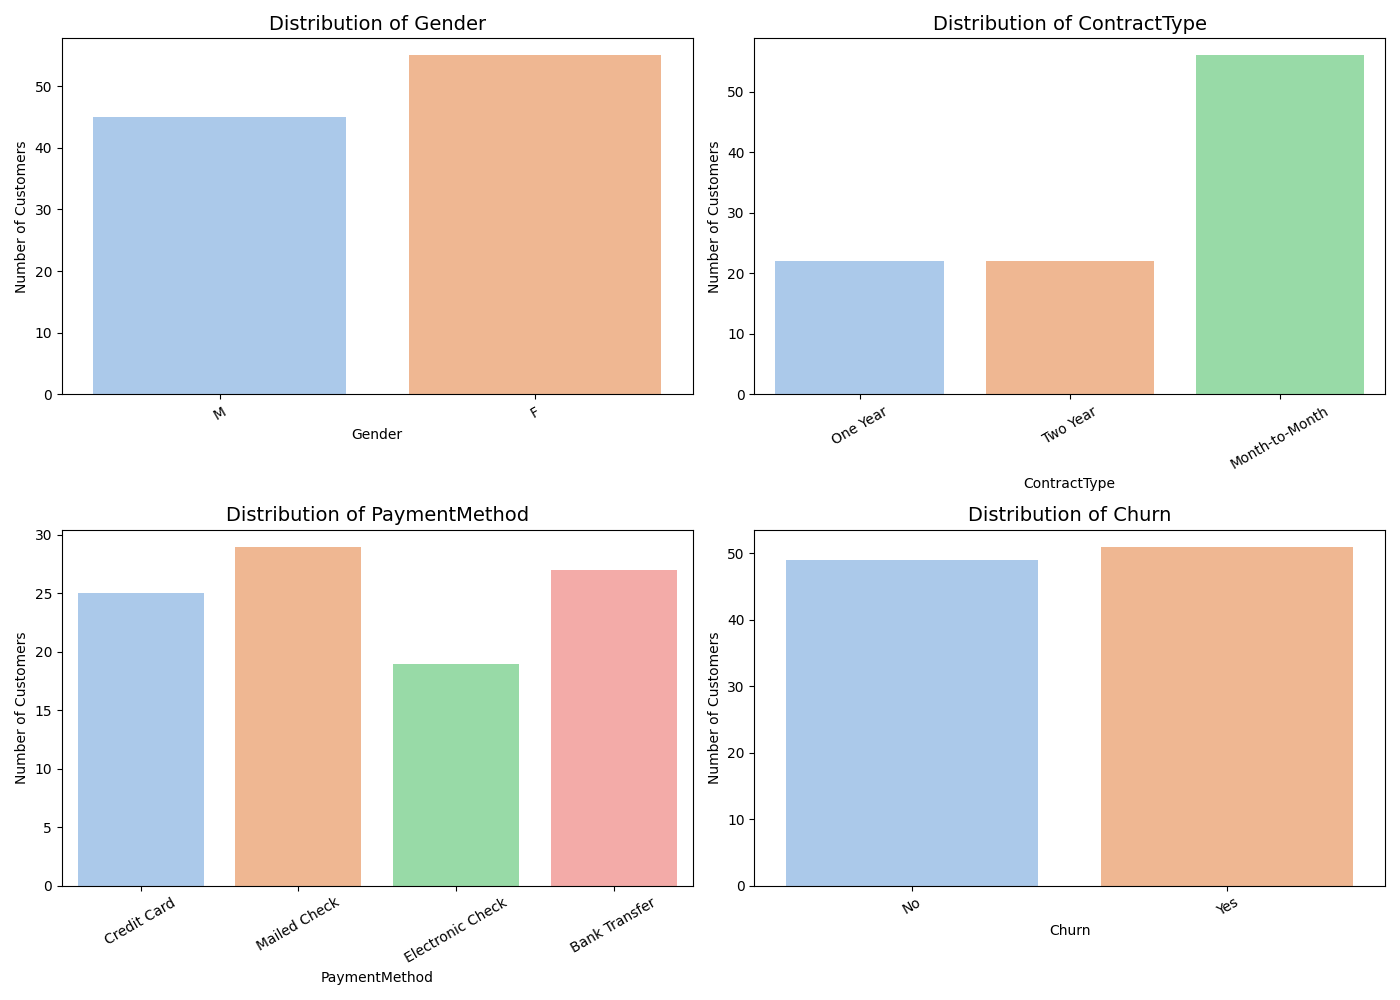 Distribution of Gender
Number of Customers
50
40
30
20
10
0
M
F
Gender
Distribution of ContractType
Number of Customers
50
40
30
20
10
0
One Year
Two Year
Month-to-Month
ContractType
Distribution of PaymentMethod
Number of Customers
30
25
20
15
10
5
0
Credit Card
Mailed Check
Electronic Check
Bank Transfer
PaymentMethod
Distribution of Churn
Number of Customers
50
40
30
20
10
0
No
Yes
Churn